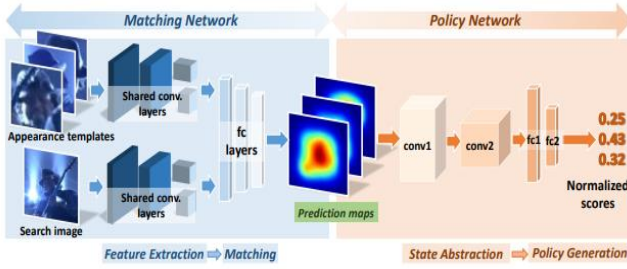 Matching Network
Policy Network
Shared conv.
layers
Appearance templates
fc
layers
Shared conv.
layers
Search image
Prediction maps
conv1
conv2
fc1
fc2
0.25
0.43
0.32
Normalized
scores
Feature Extraction
Matching
State Abstraction
Policy Generation